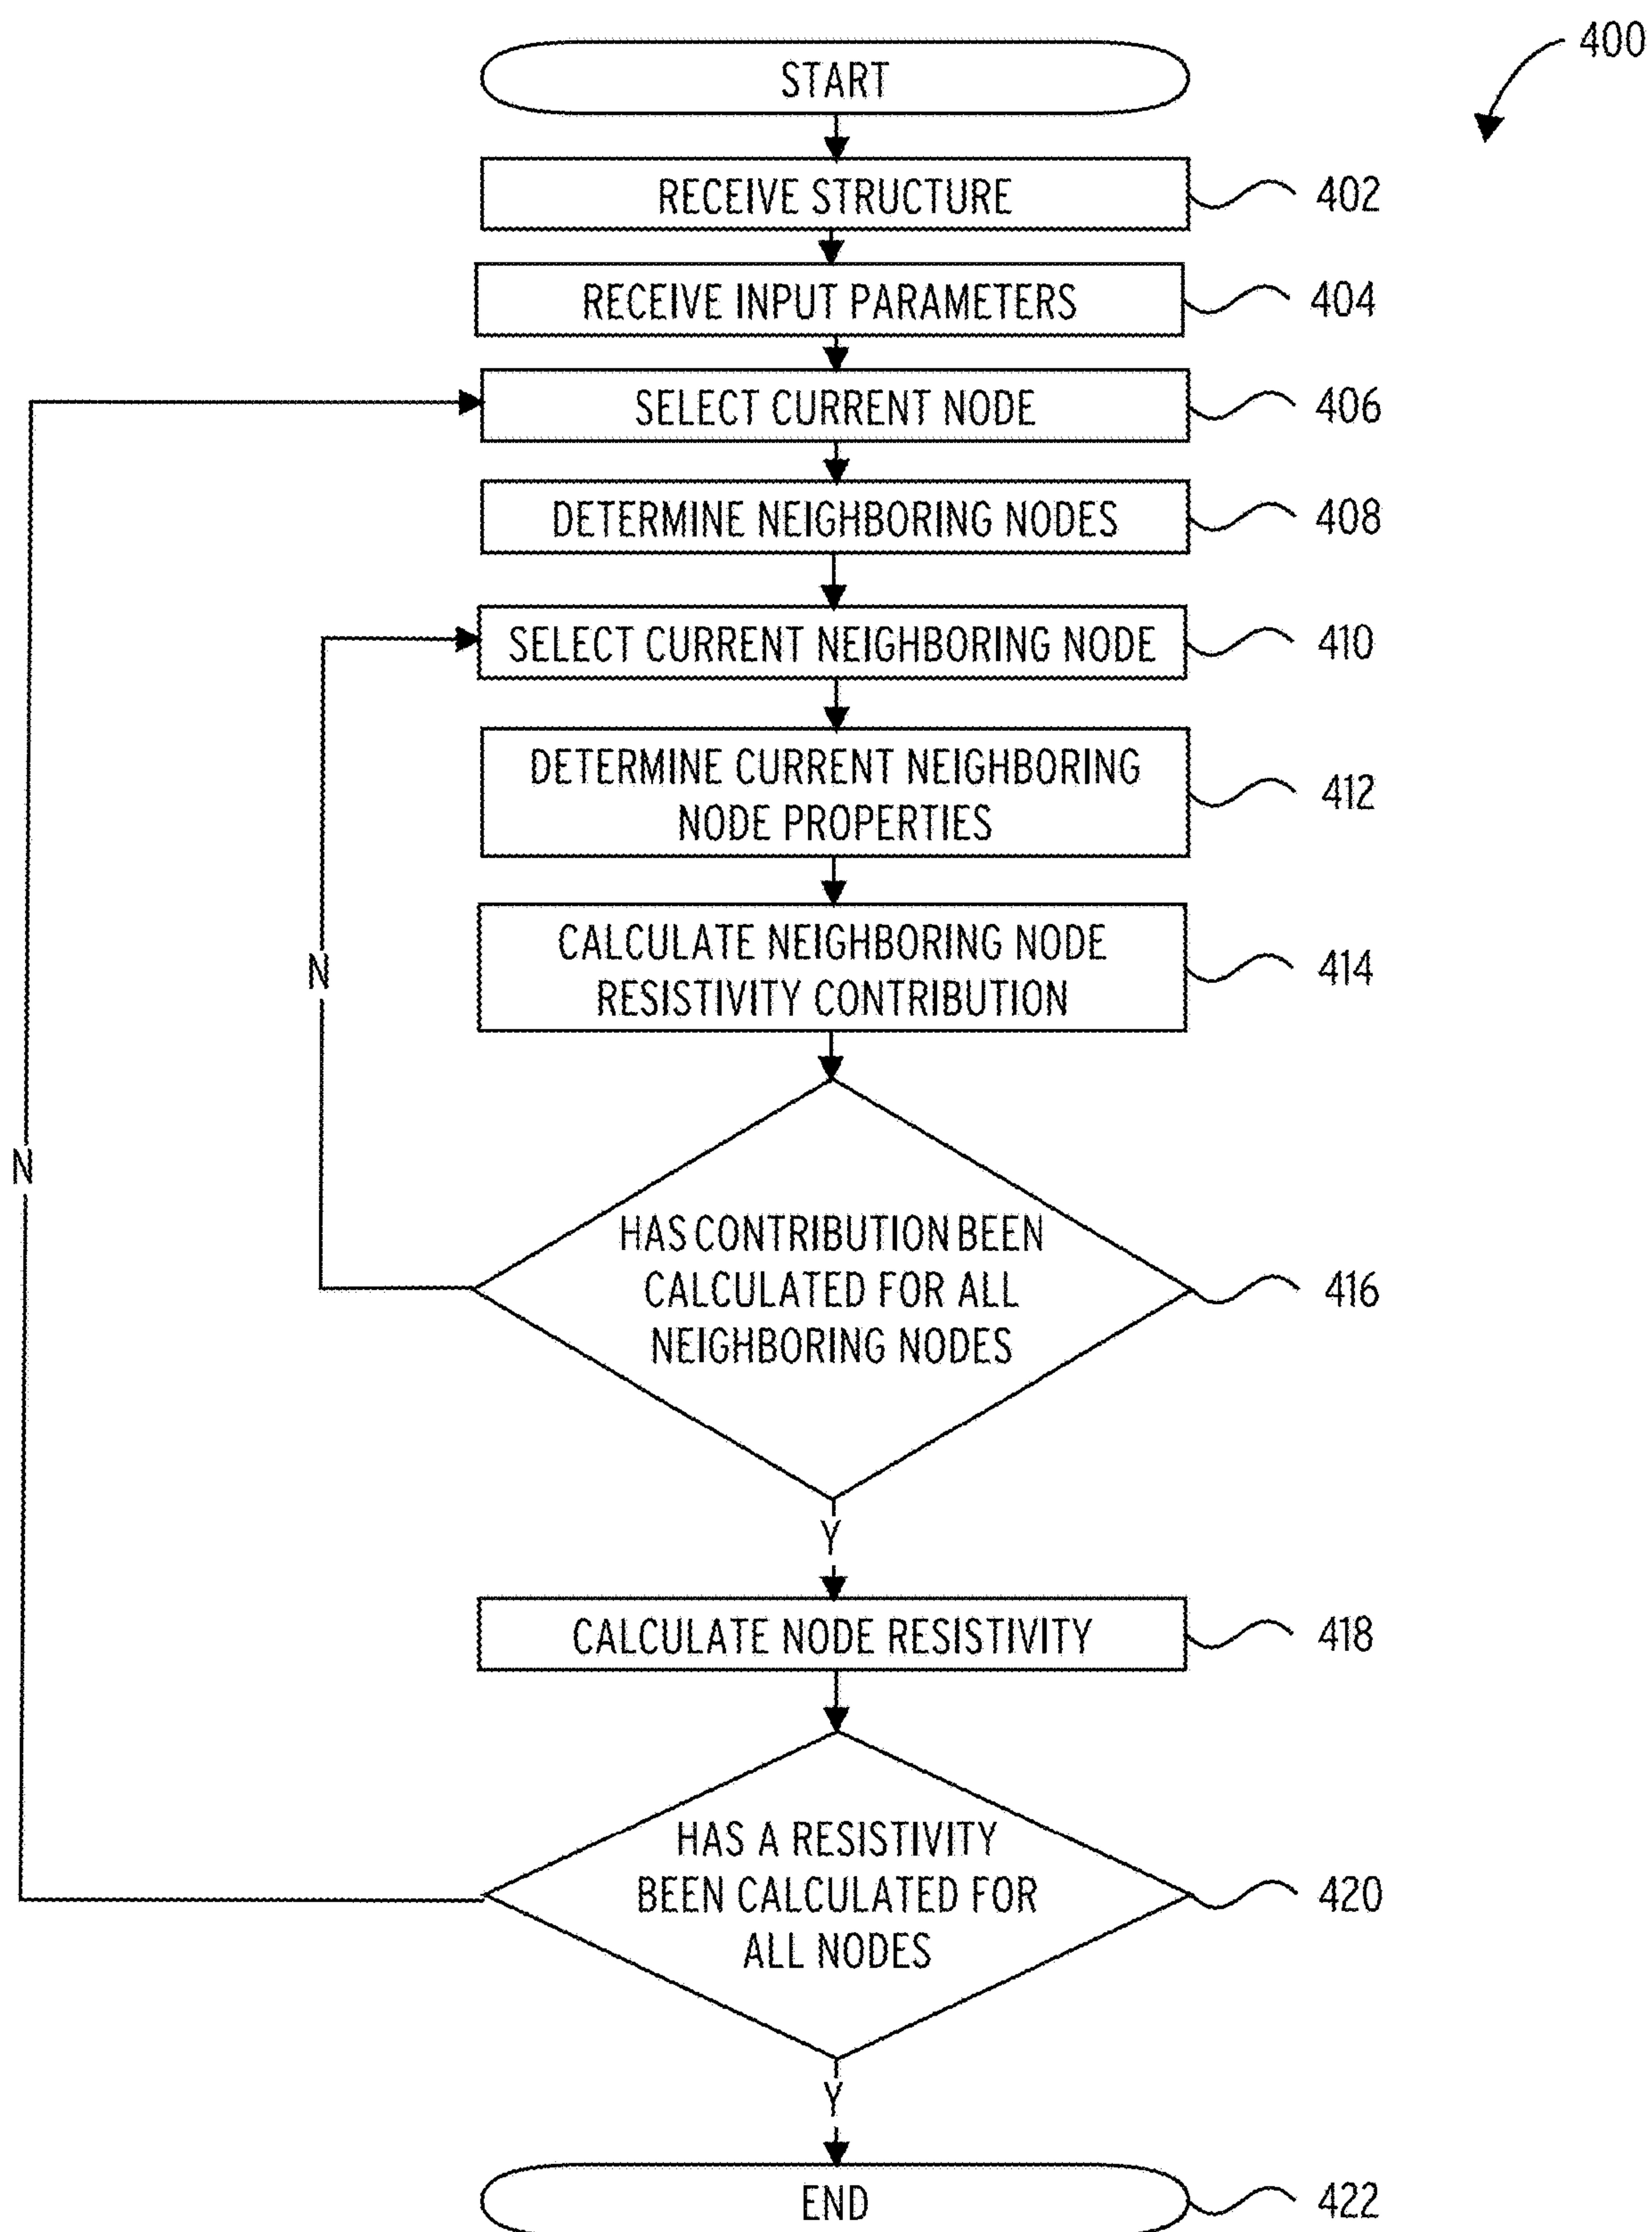 400
START
RECEIVE STRUCTURE
402
RECEIVE INPUT PARAMETERS
404
SELECT CURRENT NODE
406
DETERMINE NEIGHBORING NODES
408
SELECT CURRENT NEIGHBORING NODE
410
DETERMINE CURRENT NEIGHBORING
NODE PROPERTIES
412
CALCULATE NEIGHBORING NODE
RESISTIVITY CONTRIBUTION
414
N
N
HAS CONTRIBUTION BEEN
CALCULATED FOR ALL
NEIGHBORING NODES
416
Y
CALCULATE NODE RESISTIVITY
418
HAS A RESISTIVITY
BEEN CALCULATED FOR
ALL NODES
420
Y
END
422